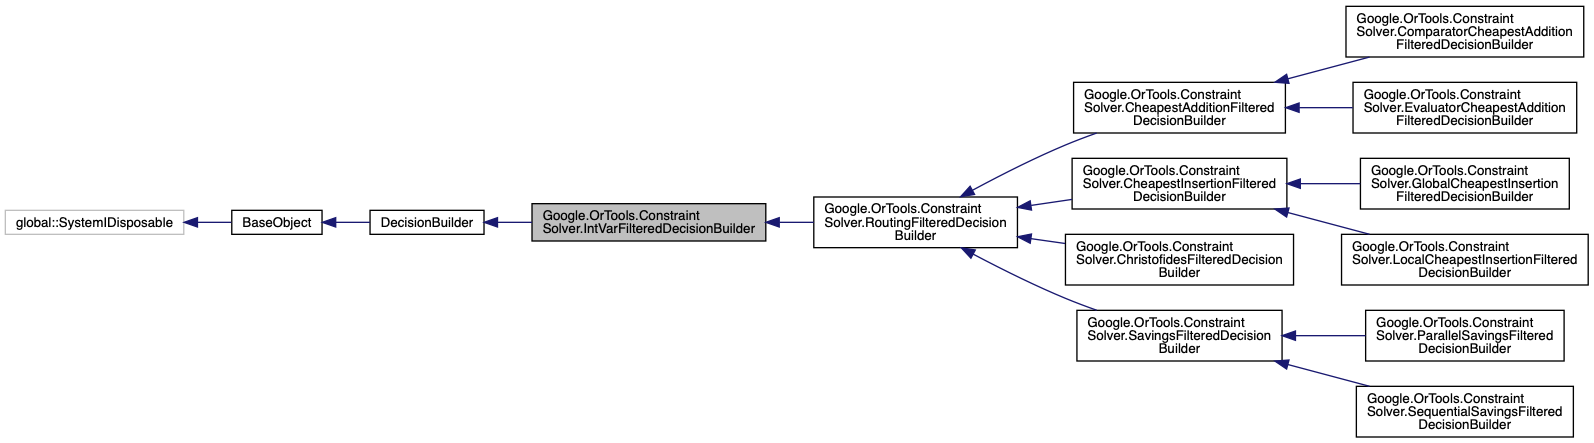 Google.OrTools.Constraint
Solver.ComparatorCheapestAddition
FilteredDecisionBuilder
Google.OrTools.Constraint
Solver.CheapestAdditionFiltered
DecisionBuilder
Google.OrTools.Constraint
Solver.EvaluatorCheapestAddition
FilteredDecisionBuilder
Google.OrTools.Constraint
Solver.CheapestInsertionFiltered
DecisionBuilder
Google.OrTools.Constraint
Solver.GlobalCheapestInsertion
FilteredDecisionBuilder
global::SystemIDisposable
BaseObject
DecisionBuilder
Google.OrTools.Constraint
Solver.IntVarFilteredDecisionBuilder
Google.OrTools.Constraint
Solver.RoutingFilteredDecision
Builder
Google.OrTools.Constraint
Solver.ChristofidesFilteredDecision
Builder
Google.OrTools.Constraint
Solver.LocalCheapestInsertionFiltered
DecisionBuilder
Google.OrTools.Constraint
Solver.SavingsFilteredDecision
Builder
Google.OrTools.Constraint
Solver.ParallelSavingsFiltered
DecisionBuilder
Google.OrTools.Constraint
Solver.SequentialSavingsFiltered
DecisionBuilder